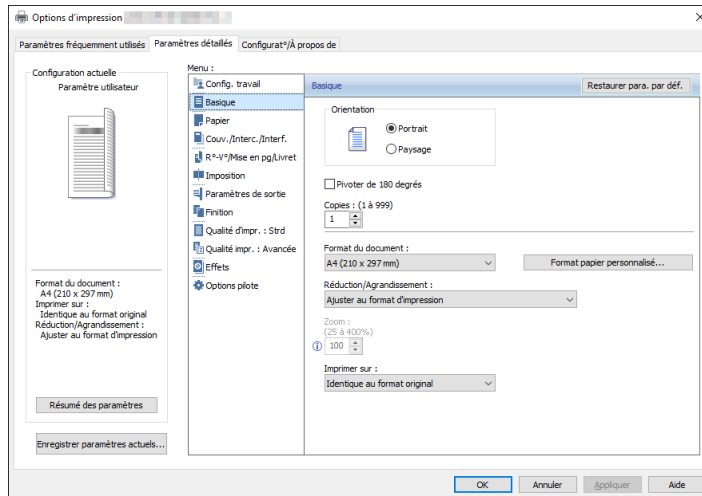 Options d'impression
Paramètres fréquemment utilisés
Paramètres détaillés
Configurat°/À propos de
Configuration actuelle
Paramètre utilisateur
Format du document :
A4 (210 x 297 mm)
Imprimer sur :
Identique au format original
Réduction/Agrandissement :
Ajuster au format d'impression
Résumé des paramètres
Enregistrer paramètres actuels...
Menu :
Config. travail
Basique
Papier
Couv./Interc./Interf.
R°-V°/Mise en pg/Livret
Imposition
Paramètres de sortie
Finition
Qualité d'impr. : Strd
Qualité impr. : Avancée
Effets
Options pilote
Basique
Restaurer para. par déf.
Orientation
Portrait
Paysage
Pivoter de 180 degrés
Copies : (1 à 999)
1
Format du document :
A4 (210 x 297 mm)
Format papier personnalisé...
Réduction/Agrandissement :
Ajuster au format d'impression
Zoom :
(25 à 400%)
100
Imprimer sur :
Identique au format original
OK
Annuler
Appliquer
Aide